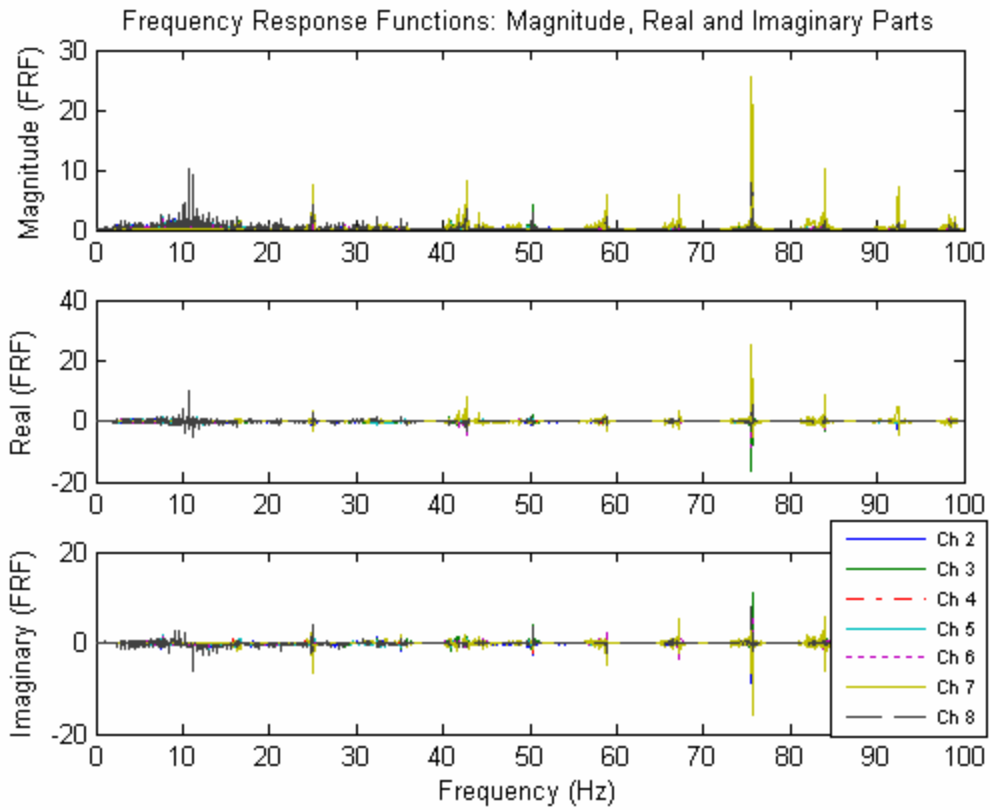 Frequency Response Functions: Magnitude, Real and Imaginary Parts
Magnitude (FRF)
30
20
10
0
0 10 20 30 40 50 60 70 80 90 100
Real (FRF)
40
20
0
-20
0 10 20 30 40 50 60 70 80 90 100
Imaginary (FRF)
20
0
-20
0 10 20 30 40 50 60 70 80 90 100
Frequency (Hz)
Ch 2
Ch 3
Ch 4
Ch 5
Ch 6
Ch 7
Ch 8